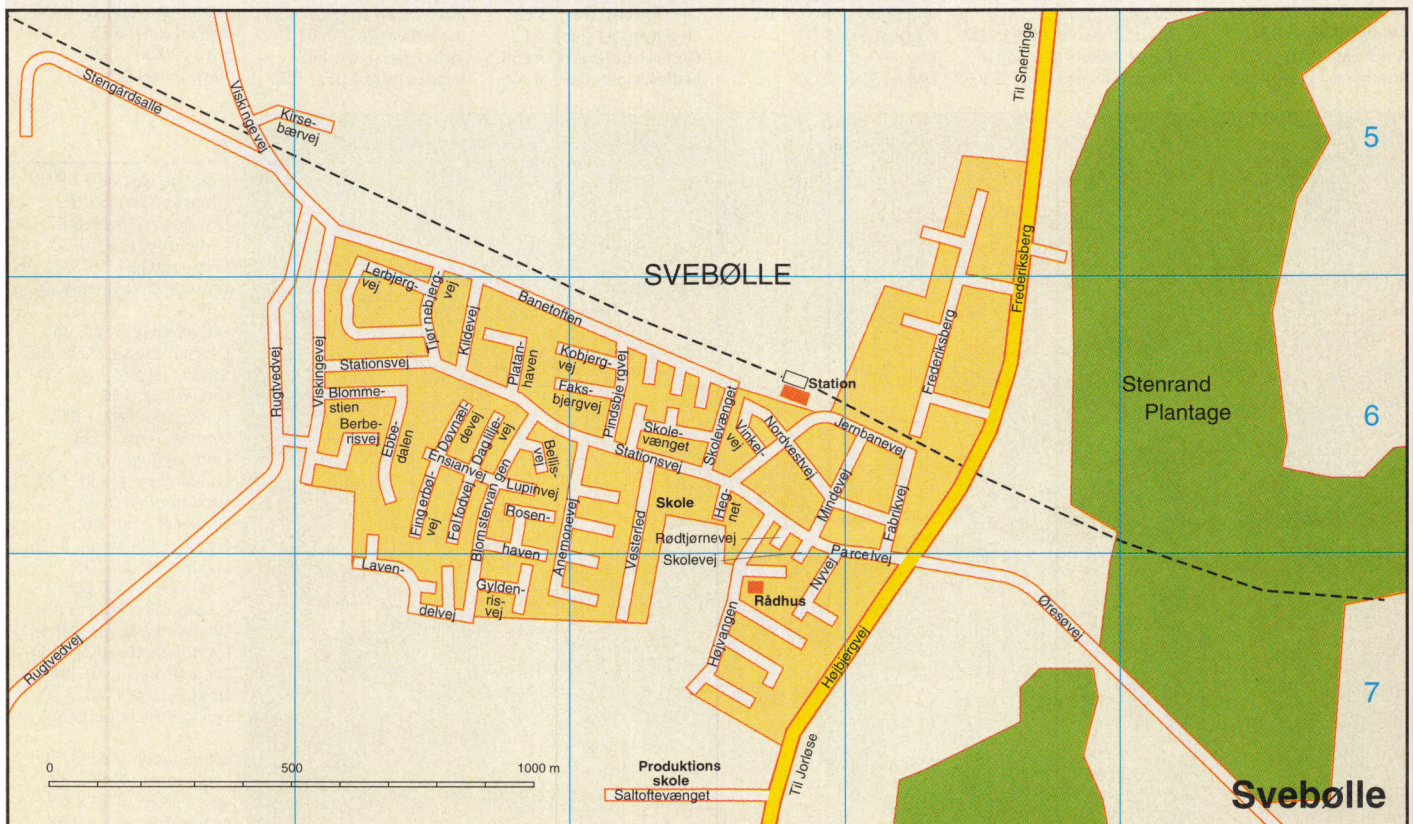 Til Snertinge
Stengårdsalle
Viskingevej
Kirse-
bærvej
5
SVEBØLLE
Frederiksberg
Lerbjerg-
vej
Tjørnebjerg-
vej
Kildevej
Banetoften
Frederiksberg
Stationsvej
Platan-
haven
Kobjerg-
vej
Faks-
bjergvej
Pindsbjergvej
Station
Stenrand
Plantage
6
Rugtvedvej
Viskingevej
Blomme-
stien
Berbe-
risvej
Ebbe-
dalen
Døvnæl-
devej
Daglilje-
vej
Bellis-
vej
Skole-
vænget
Skolevænget
Vinkel-
vej
Nordvestvej
Jernbanevej
Ensianvej
Stationsvej
Fingerbøl-
vej
Følfodvej
Blomstervangen
Lupinvej
Rosen-
haven
Anemonevej
Vesterled
Skole
Heg-
net
Mindevej
Fabrikvej
Rødtjørnevej
Skolevej
Parcelvej
Laven-
delvej
Gylden-
ris-
vej
Nyvej
Rådhus
Højvangen
Øresøvej
Højbjergvej
Rugtvedvej
7
0 500 1000 m
Produktions
skole
Saltoftevænget
Til Jorløse
Svebølle